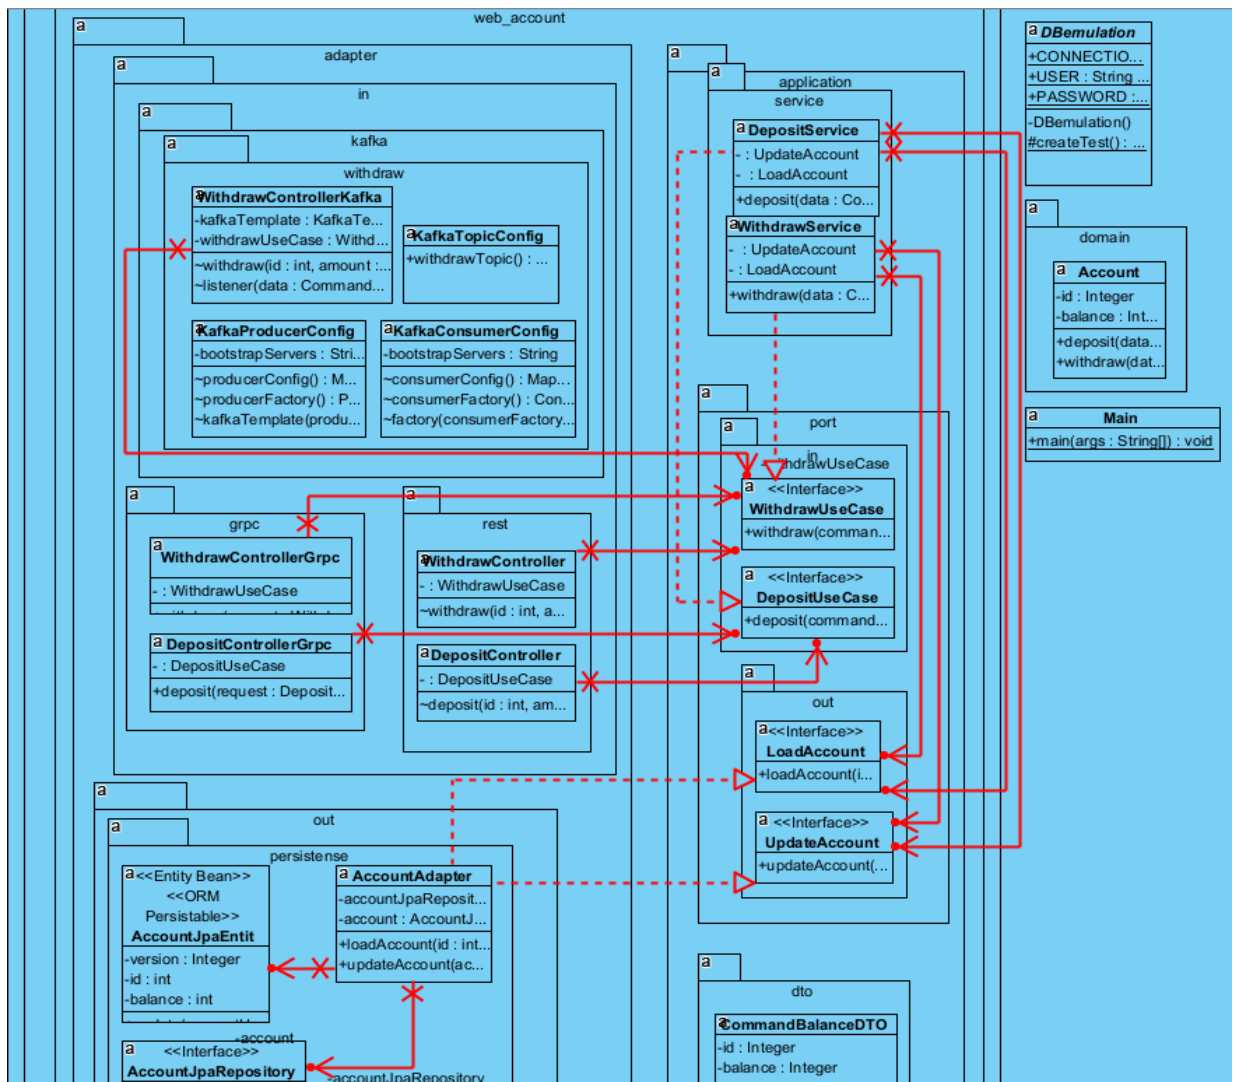 web_account
adapter
in
kafka
withdraw
WithdrawControllerKafka
-kafkaTemplate : KafkaTe...
-withdrawUseCase : Withd...
~withdraw(id : int, amount :...
~listener(data : Command...
KafkaTopicConfig
+withdrawTopic() : ...
KafkaProducerConfig
-bootstrapServers : Stri...
~producerConfig() : M...
~producerFactory() : P...
~kafkaTemplate(produ...
KafkaConsumerConfig
-bootstrapServers : String
~consumerConfig() : Map...
~consumerFactory() : Con...
~factory(consumerFactory...
grpc
WithdrawControllerGrpc
- : WithdrawUseCase
DepositControllerGrpc
- : DepositUseCase
+deposit(request : Deposit...
rest
WithdrawController
- : WithdrawUseCase
~withdraw(id : int, a...
DepositController
- : DepositUseCase
~deposit(id : int, am...
out
persistense
<<Entity Bean>>
<<ORM
Persistable>>
AccountJpaEntit
-version : Integer
-id : int
-balance : int
AccountAdapter
-accountJpaReposit...
-account : AccountJ...
+loadAccount(id : int...
+updateAccount(ac...
-account
<<Interface>>
AccountJpaRepository
-accountJpaRepository
application
service
DepositService
- : UpdateAccount
- : LoadAccount
+deposit(data : Co...
WithdrawService
- : UpdateAccount
- : LoadAccount
+withdraw(data : C...
port
in
-withdrawUseCase
<<Interface>>
WithdrawUseCase
+withdraw(comman...
<<Interface>>
DepositUseCase
+deposit(command...
out
<<Interface>>
LoadAccount
+loadAccount(i...
<<Interface>>
UpdateAccount
+updateAccount(...
dto
CommandBalanceDTO
-id : Integer
-balance : Integer
DBemulation
+CONNECTIO...
+USER : String ...
+PASSWORD :...
-DBemulation()
#createTest() : ...
domain
Account
-id : Integer
-balance : Int...
+deposit(data...
+withdraw(dat...
Main
+main(args : String[]) : void